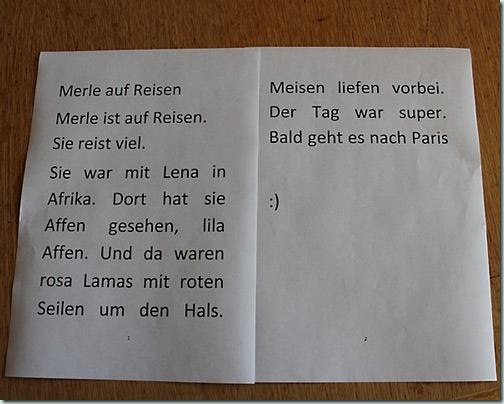 Merle auf Reisen
Merle ist auf Reisen.
Sie reist viel.
Sie war mit Lena in
Afrika. Dort hat sie
Affen gesehen, lila
Affen. Und da waren
rosa Lamas mit roten
Seilen um den Hals.
1
Meisen liefen vorbei.
Der Tag war super.
Bald geht es nach Paris
:)
2